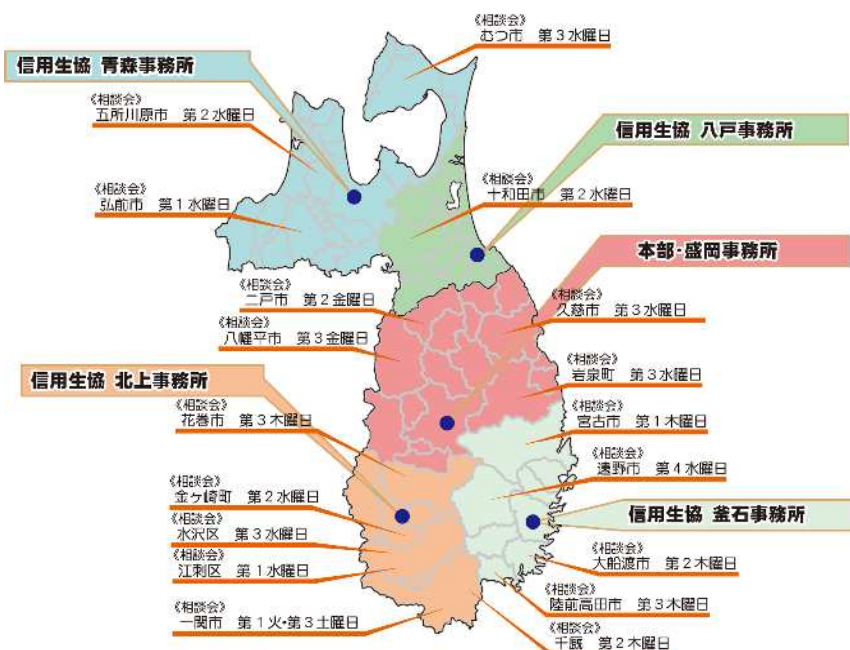 《相談会》
むつ市 第3水曜日
信用生協 青森事務所
《相談会》
五所川原市 第2水曜日
信用生協 八戸事務所
《相談会》
弘前市 第1水曜日
《相談会》
十和田市 第2水曜日
本部・盛岡事務所
《相談会》
二戸市 第2金曜日
《相談会》
久慈市 第3水曜日
《相談会》
八幡平市 第3金曜日
《相談会》
岩泉町 第3水曜日
信用生協 北上事務所
《相談会》
花巻市 第3木曜日
《相談会》
宮古市 第1木曜日
《相談会》
遠野市 第4水曜日
《相談会》
金ヶ崎町 第2水曜日
信用生協 釜石事務所
《相談会》
水沢区 第3水曜日
《相談会》
江刺区 第1水曜日
《相談会》
大船渡市 第2木曜日
《相談会》
陸前高田市 第3木曜日
《相談会》
一関市 第1火・第3土曜日
《相談会》
千厩 第2木曜日